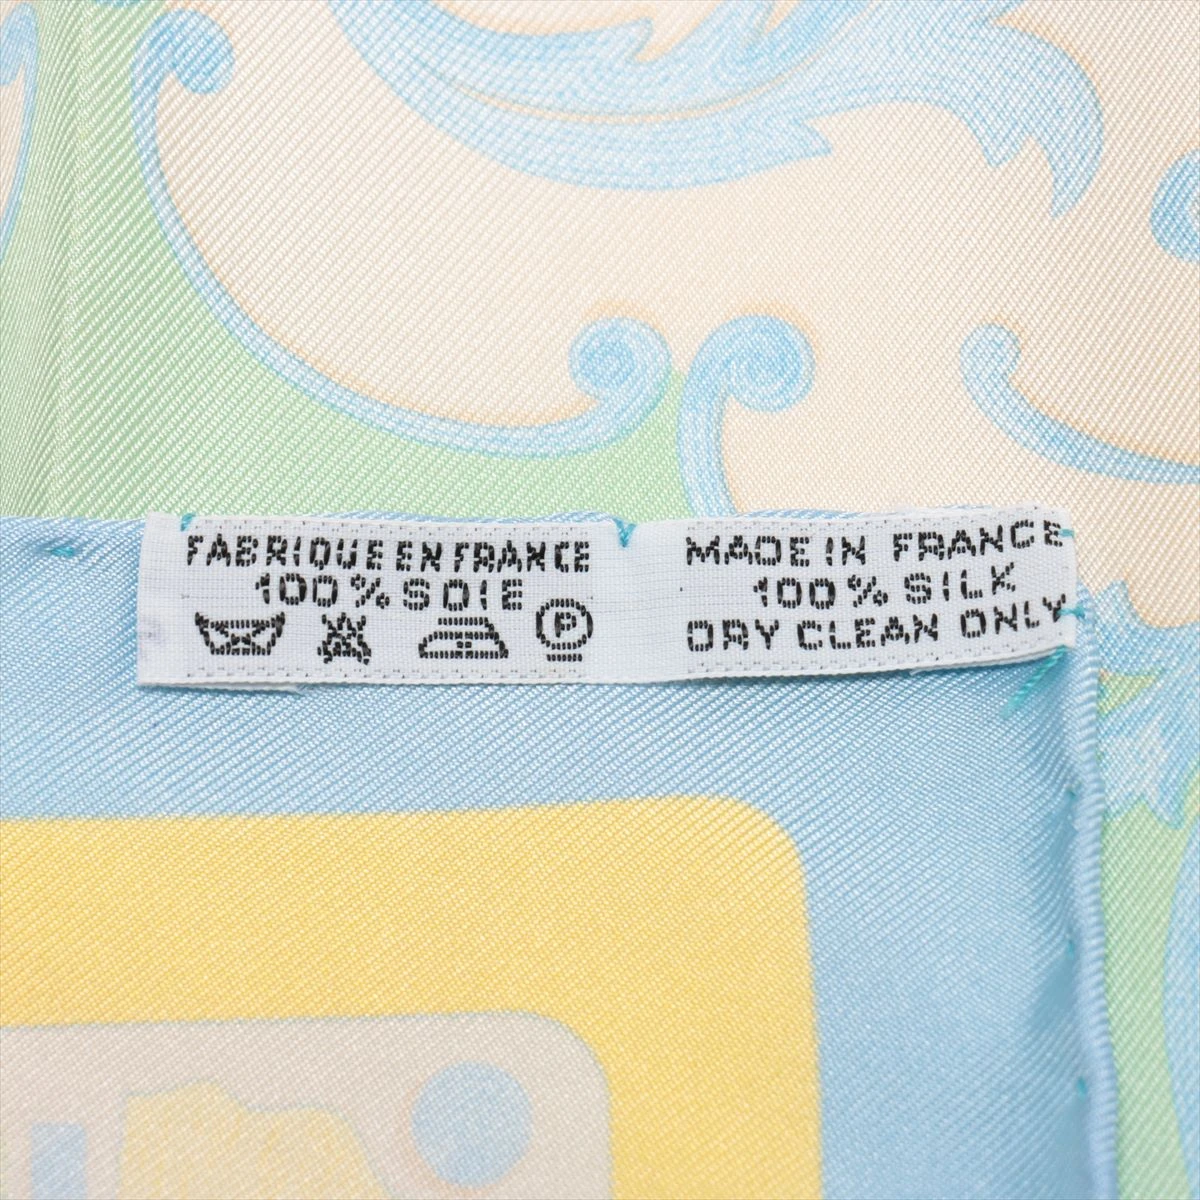 FABRIQUE EN FRANCE
100% SOIE
P
MADE IN FRANCE
100% SILK
DRY CLEAN ONLY